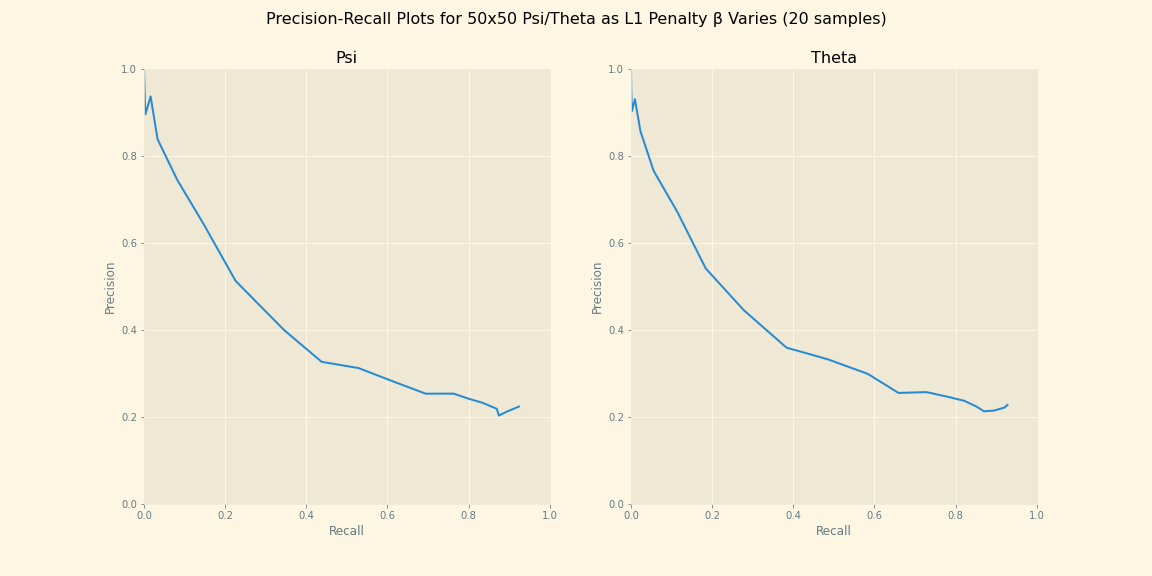 Precision-Recall Plots for 50x50 Psi/Theta as L1 Penalty β Varies (20 samples)
Psi
1.0
0.8
0.6
0.4
0.2
0.0
Precision
0.0 0.2 0.4 0.6 0.8 1.0
Recall
Theta
1.0
0.8
0.6
0.4
0.2
0.0
Precision
0.0 0.2 0.4 0.6 0.8 1.0
Recall